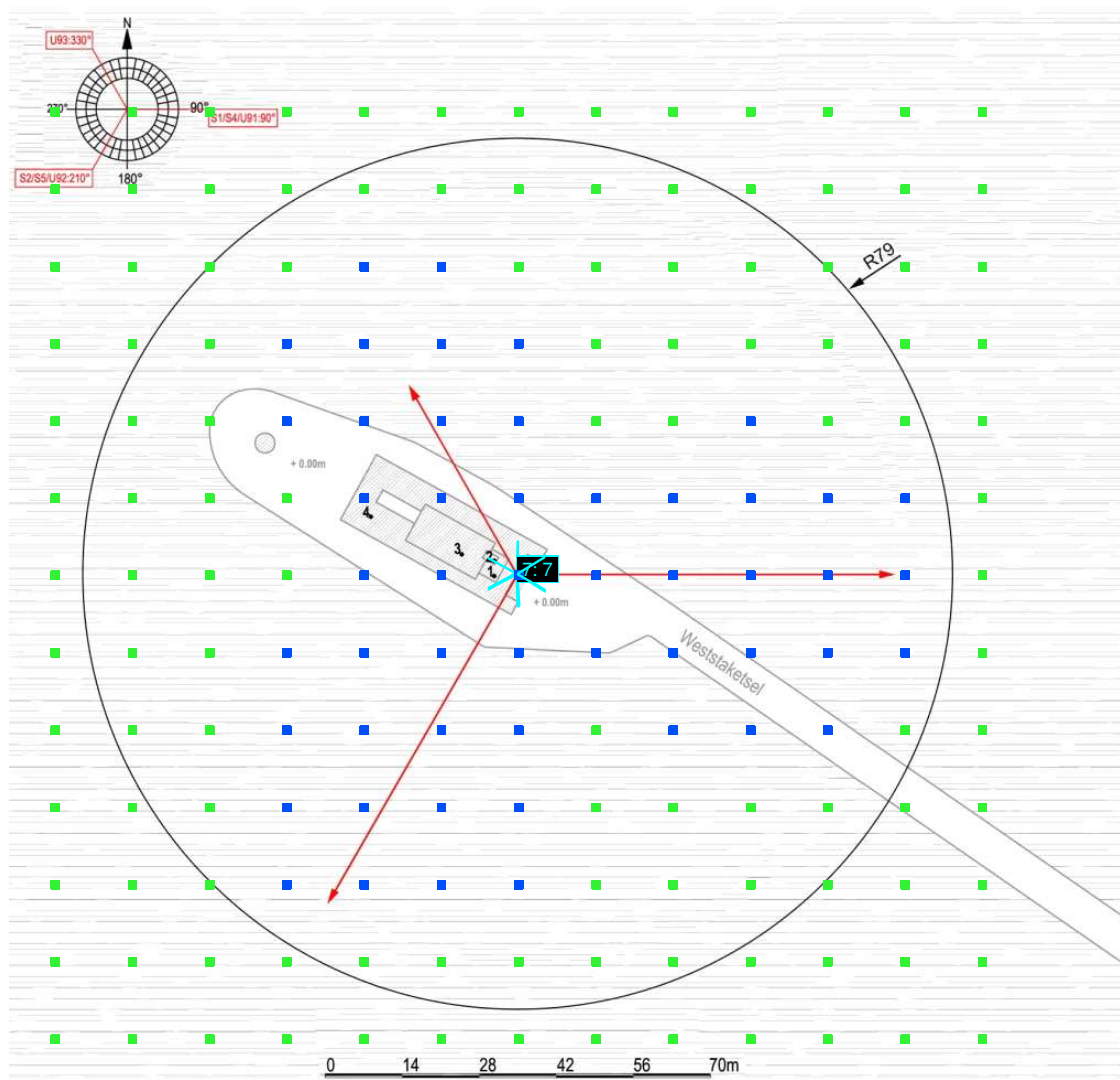 N
U93:330°
270°
90°
S1/S4/U91:90°
S2/S5/U92:210°
180°
R79
+ 0.00m
4
3
2
1
7:7
+ 0.00m
Weststaketsel
0 14 28 42 56 70m